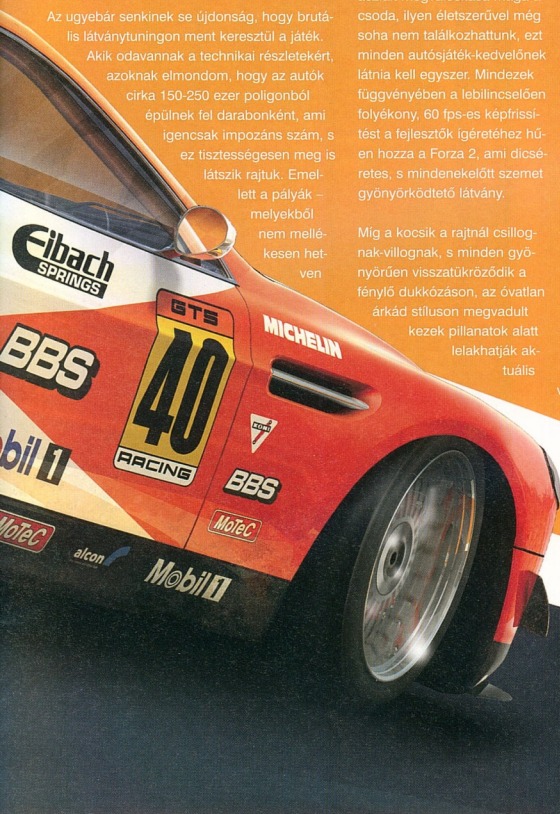 Az ugyebár senkinek se újdonság, hogy brutá-
lis látványtuningon ment keresztül a játék.
Akik odavannak a technikai részletekért,
azoknak elmondom, hogy az autók
cirka 150-250 ezer poligonból
épülnek fel darabonként, ami
igencsak impozáns szám, s
ez tisztességesen meg is
látszik rajtuk. Emel-
lett a pályák –
melyekből
nem mellé-
kesen het-
ven
csoda, ilyen életszerűvel még
soha nem találkozhattunk, ezt
minden autósjáték-kedvelőnek
látnia kell egyszer. Mindezek
függvényében a lebilincselően
folyékony, 60 fps-es képfrissí-
tést a fejlesztők ígéretéhez hű-
en hozza a Forza 2, ami dicsé-
retes, s mindenekelőtt szemet
gyönyörködtető látvány.
Míg a kocsik a rajtnál csillog-
nak-villognak, s minden gyö-
nyörűen visszatükröződik a
fénylő dukkózáson, az óvatlan
árkád stíluson megvadult
kezek pillanatok alatt
lelakhatják ak-
tuális
Eibach
SPRINGS
BBS
GTS
40
RACING
MICHELIN
KONI
BBS
MoTeC
bil 1
MoTeC
alcon
Mobil 1